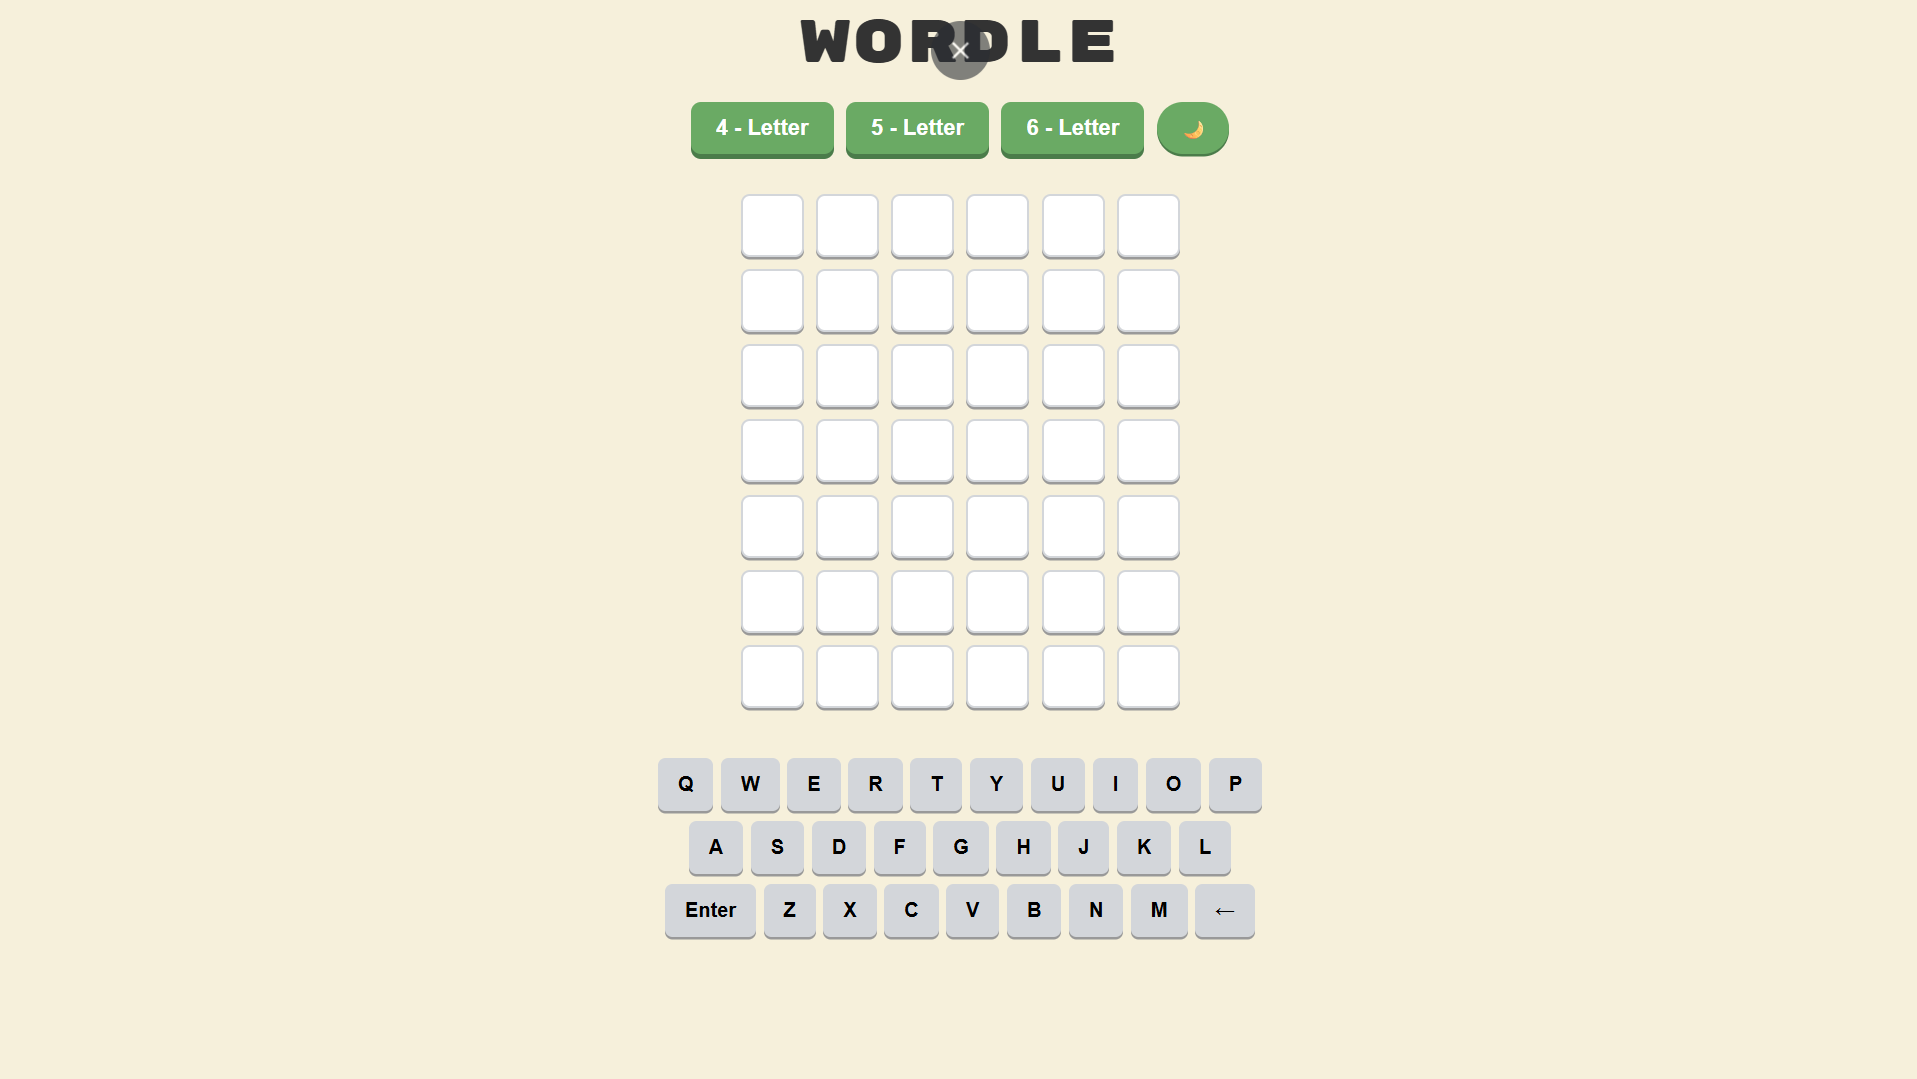 WORDLE
4 - Letter 5 - Letter 6 - Letter
Q W E R T Y U I O P
A S D F G H J K L
Enter Z X C V B N M ←